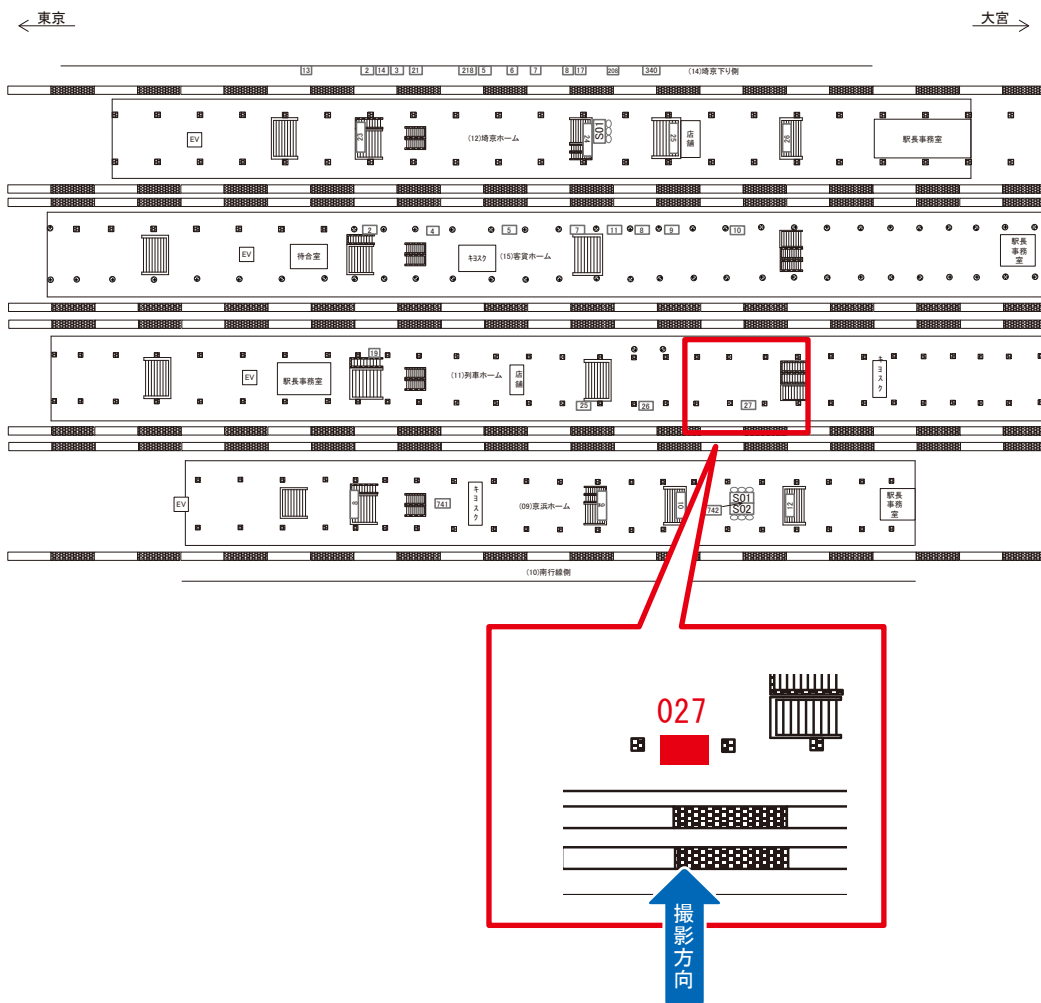 東京
大宮
13
2
14
3
21
218
5
6
7
8
17
208
340
(14)埼京下り側
EV
23
(12)埼京ホーム
24
S01
25
店舗
26
駅長事務室
2
4
5
7
11
8
9
10
EV
待合室
キヨスク
(15)客貨ホーム
駅長
事務
室
19
EV
駅長事務室
(11)列車ホーム
店舗
キヨスク
25
26
27
EV
8
741
キヨスク
(09)京浜ホーム
9
10
742
S01
S02
12
駅長
事務
室
(10)南行線側
027
撮影方向